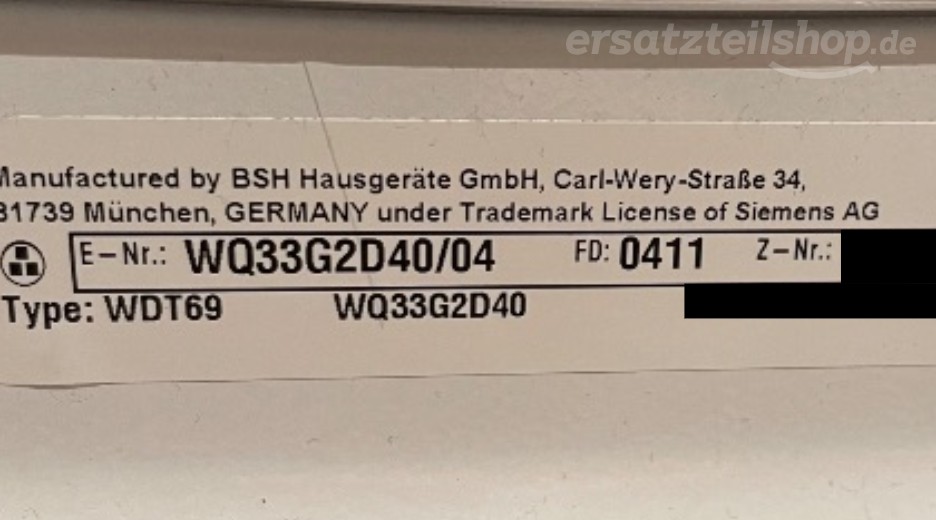 ersatzteilshop.de
Manufactured by BSH Hausgeräte GmbH, Carl-Wery-Straße 34,
81739 München, GERMANY under Trademark License of Siemens AG
E-Nr.: WQ33G2D40/04 FD: 0411 Z-Nr.:
Type: WDT69 WQ33G2D40